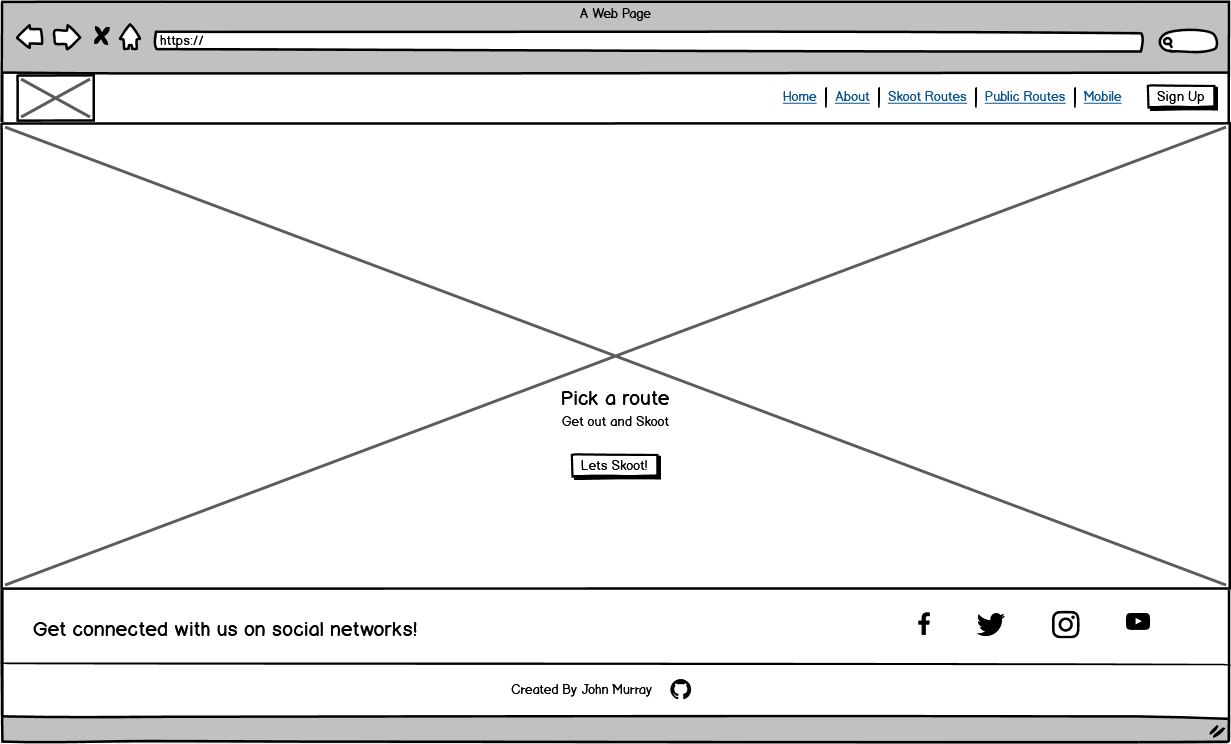 A Web Page
https://
Home About Skoot Routes Public Routes Mobile Sign Up
Pick a route
Get out and Skoot
Lets Skoot!
Get connected with us on social networks!
Created By John Murray